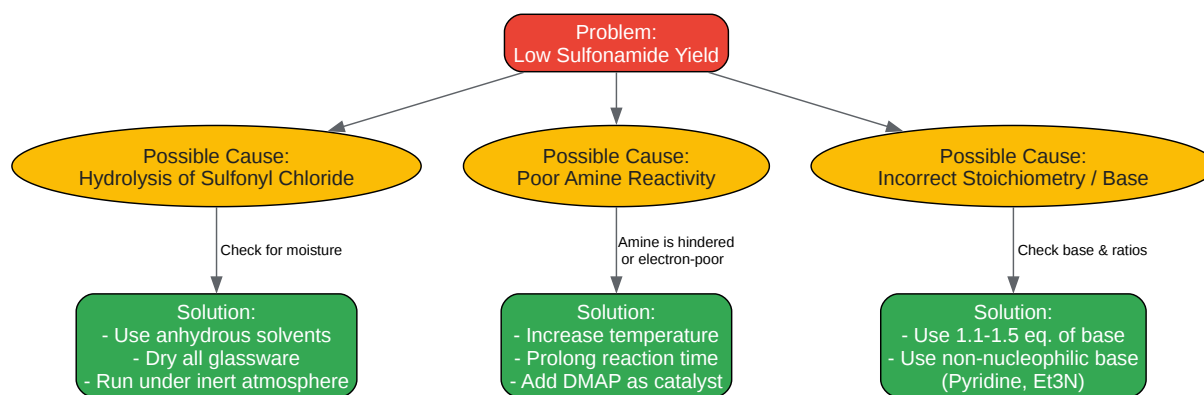 Problem:
Low Sulfonamide Yield
Possible Cause:
Hydrolysis of Sulfonyl Chloride
Possible Cause:
Poor Amine Reactivity
Possible Cause:
Incorrect Stoichiometry / Base
Check for moisture
Amine is hindered
or electron-poor
Check base & ratios
Solution:
- Use anhydrous solvents
- Dry all glassware
- Run under inert atmosphere
Solution:
- Increase temperature
- Prolong reaction time
- Add DMAP as catalyst
Solution:
- Use 1.1-1.5 eq. of base
- Use non-nucleophilic base
(Pyridine, Et3N)